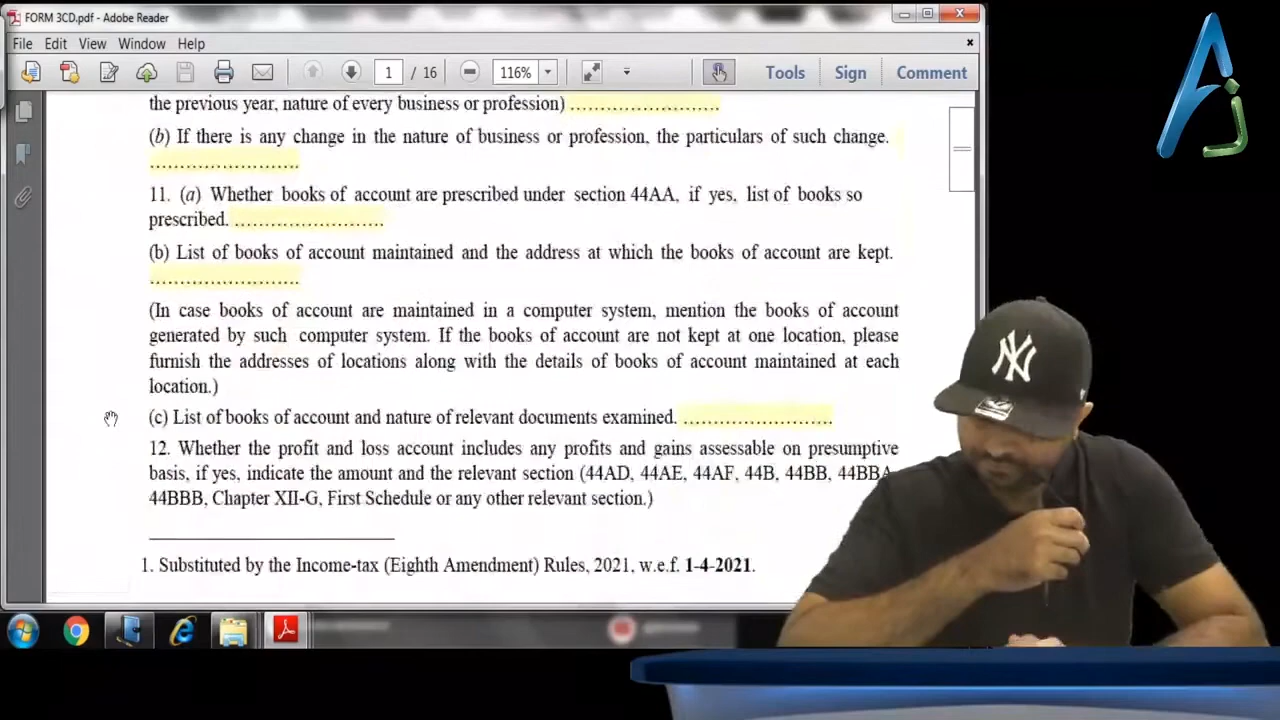 FORM 3CD.pdf - Adobe Reader
File Edit View Window Help
1 / 16 116% Tools Sign Comment
the previous year, nature of every business or profession) ...........................
(b) If there is any change in the nature of business or profession, the particulars of such change.
...........................
11. (a) Whether books of account are prescribed under section 44AA, if yes, list of books so
prescribed. ...........................
(b) List of books of account maintained and the address at which the books of account are kept.
...........................
(In case books of account are maintained in a computer system, mention the books of account
generated by such computer system. If the books of account are not kept at one location, please
furnish the addresses of locations along with the details of books of account maintained at each
location.)
(c) List of books of account and nature of relevant documents examined. ...........................
12. Whether the profit and loss account includes any profits and gains assessable on presumptive
basis, if yes, indicate the amount and the relevant section (44AD, 44AE, 44AF, 44B, 44BB, 44BBA
44BBB, Chapter XII-G, First Schedule or any other relevant section.)
1. Substituted by the Income-tax (Eighth Amendment) Rules, 2021, w.e.f. 1-4-2021.
AJ
NY